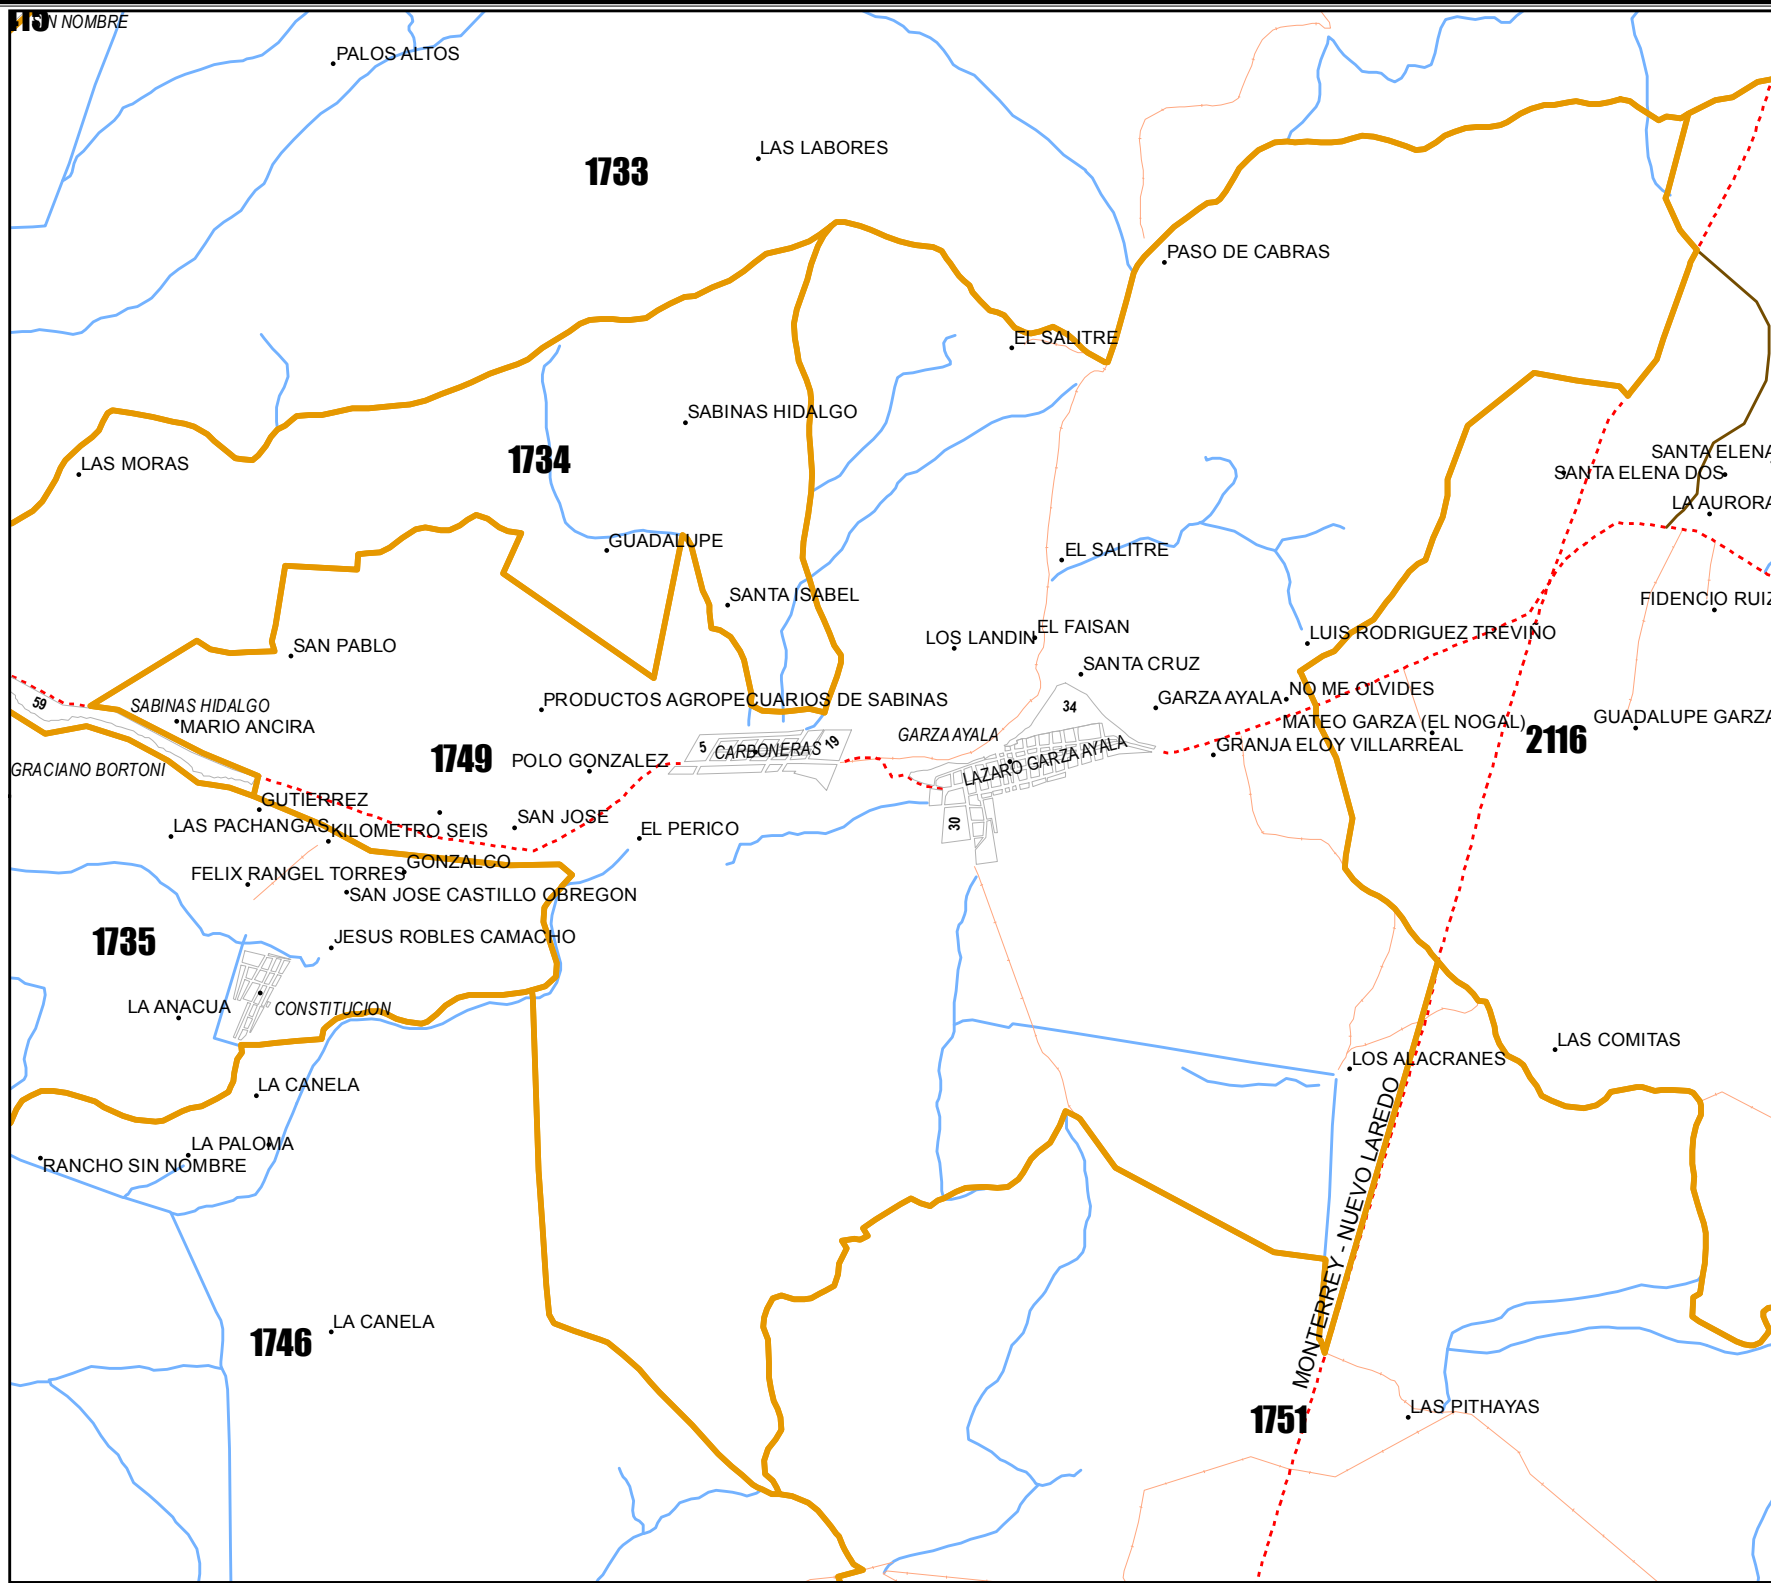 N NOMBRE
PALOS ALTOS
LAS LABORES
1733
PASO DE CABRAS
EL SALITRE
SABINAS HIDALGO
LAS MORAS
1734
SANTA ELENA
SANTA ELENA DOS
LA AURORA
GUADALUPE
EL SALITRE
SANTA ISABEL
FIDENCIO RUIZ
LOS LANDIN
EL FAISAN
LUIS RODRIGUEZ TREVIÑO
SAN PABLO
SANTA CRUZ
59
SABINAS HIDALGO
MARIO ANCIRA
PRODUCTOS AGROPECUARIOS DE SABINAS
34
GARZA AYALA
NO ME OLVIDES
MATEO GARZA (EL NOGAL)
GUADALUPE GARZA
GARZA AYALA
2116
GRANJA ELOY VILLARREAL
5
CARBONERAS
19
LAZARO GARZA AYALA
1749
POLO GONZALEZ
GRACIANO BORTONI
GUTIERREZ
LAS PACHANGAS
KILOMETRO SEIS
SAN JOSE
EL PERICO
30
GONZALCO
FELIX RANGEL TORRES
SAN JOSE CASTILLO OBREGON
1735
JESUS ROBLES CAMACHO
LA ANACUA
CONSTITUCION
LAS COMITAS
LOS ALACRANES
LA CANELA
LA PALOMA
RANCHO SIN NOMBRE
MONTERREY - NUEVO LAREDO
1746
LA CANELA
1751
LAS PITHAYAS